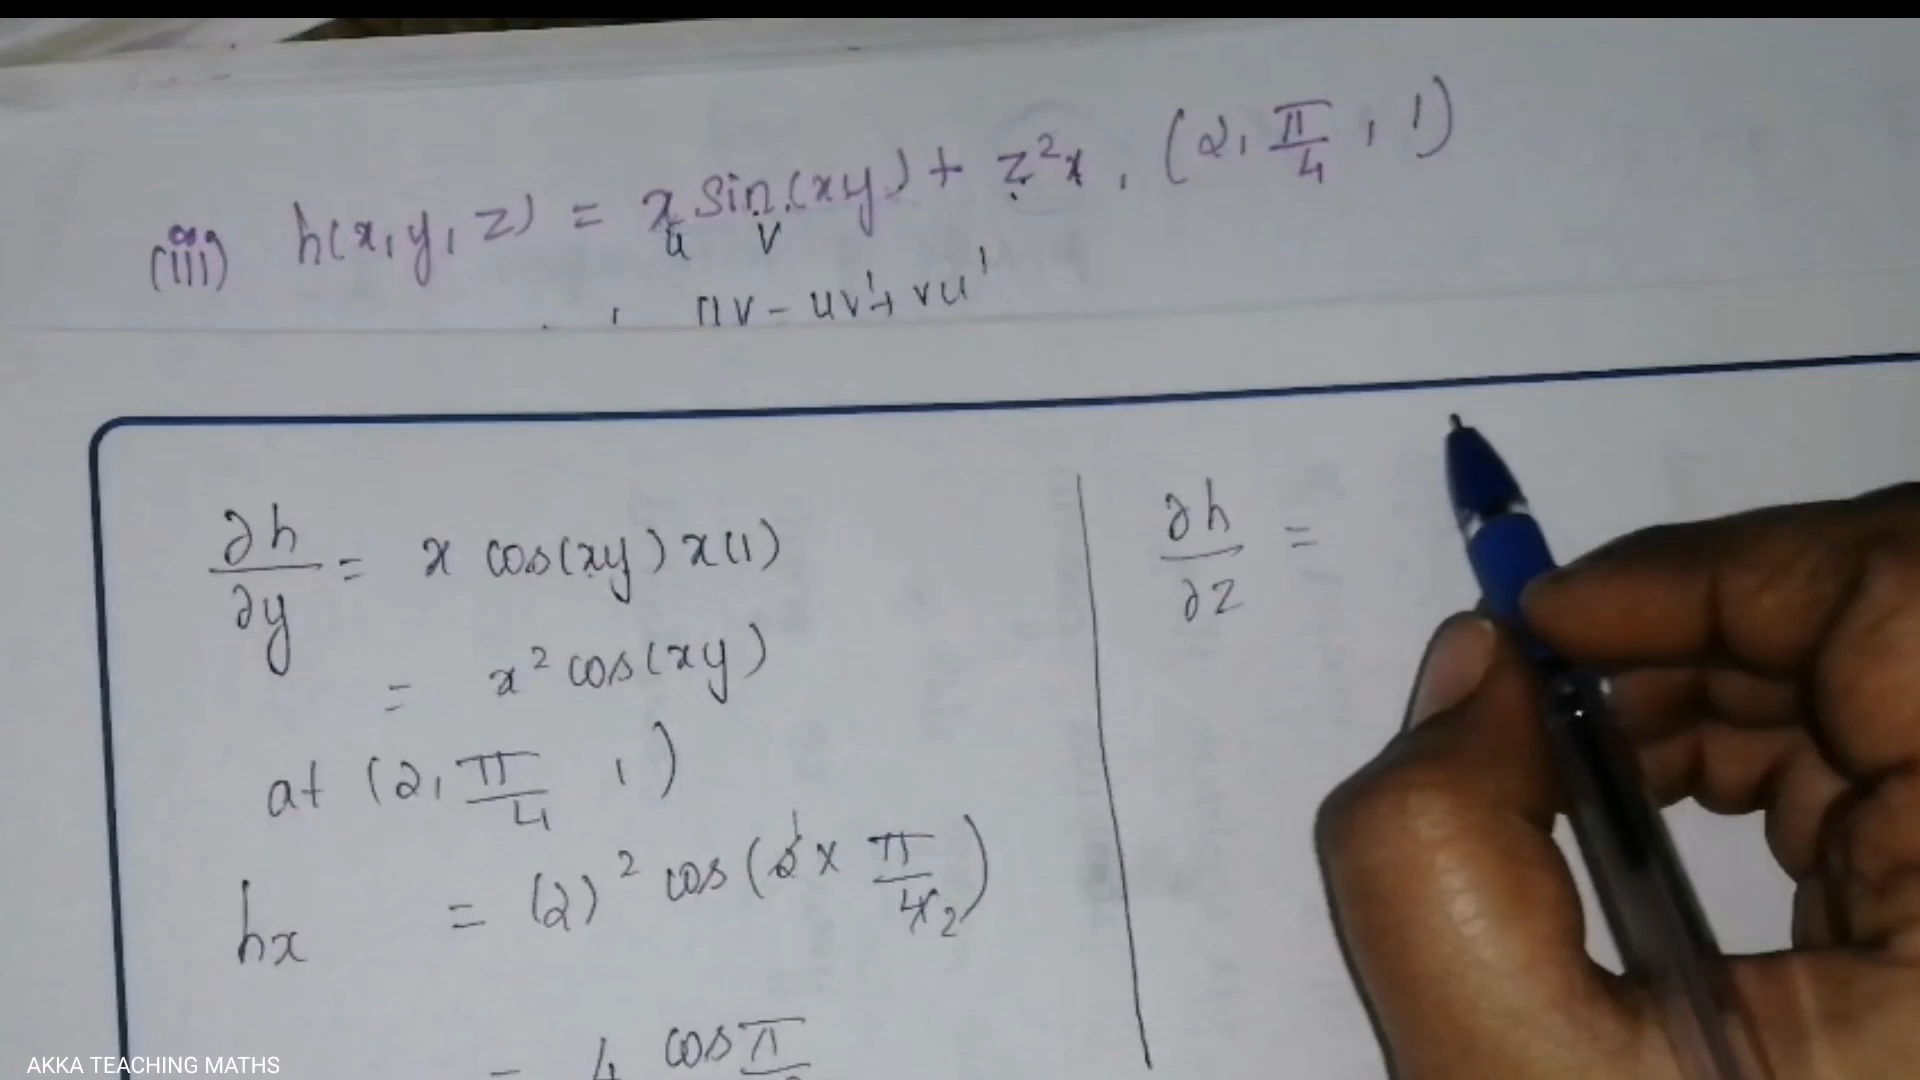 (iii) h(x, y, z) = x sin(xy) + z²x, (2, π/4, 1)
u v
uv - uv' + vu'
∂h/∂y = x cos(xy) x(1)
= x² cos(xy)
at (2, π/4, 1)
hx = (2)² cos(2 × π/4 2)
= 4 cos π
∂h/∂z =
AKKA TEACHING MATHS